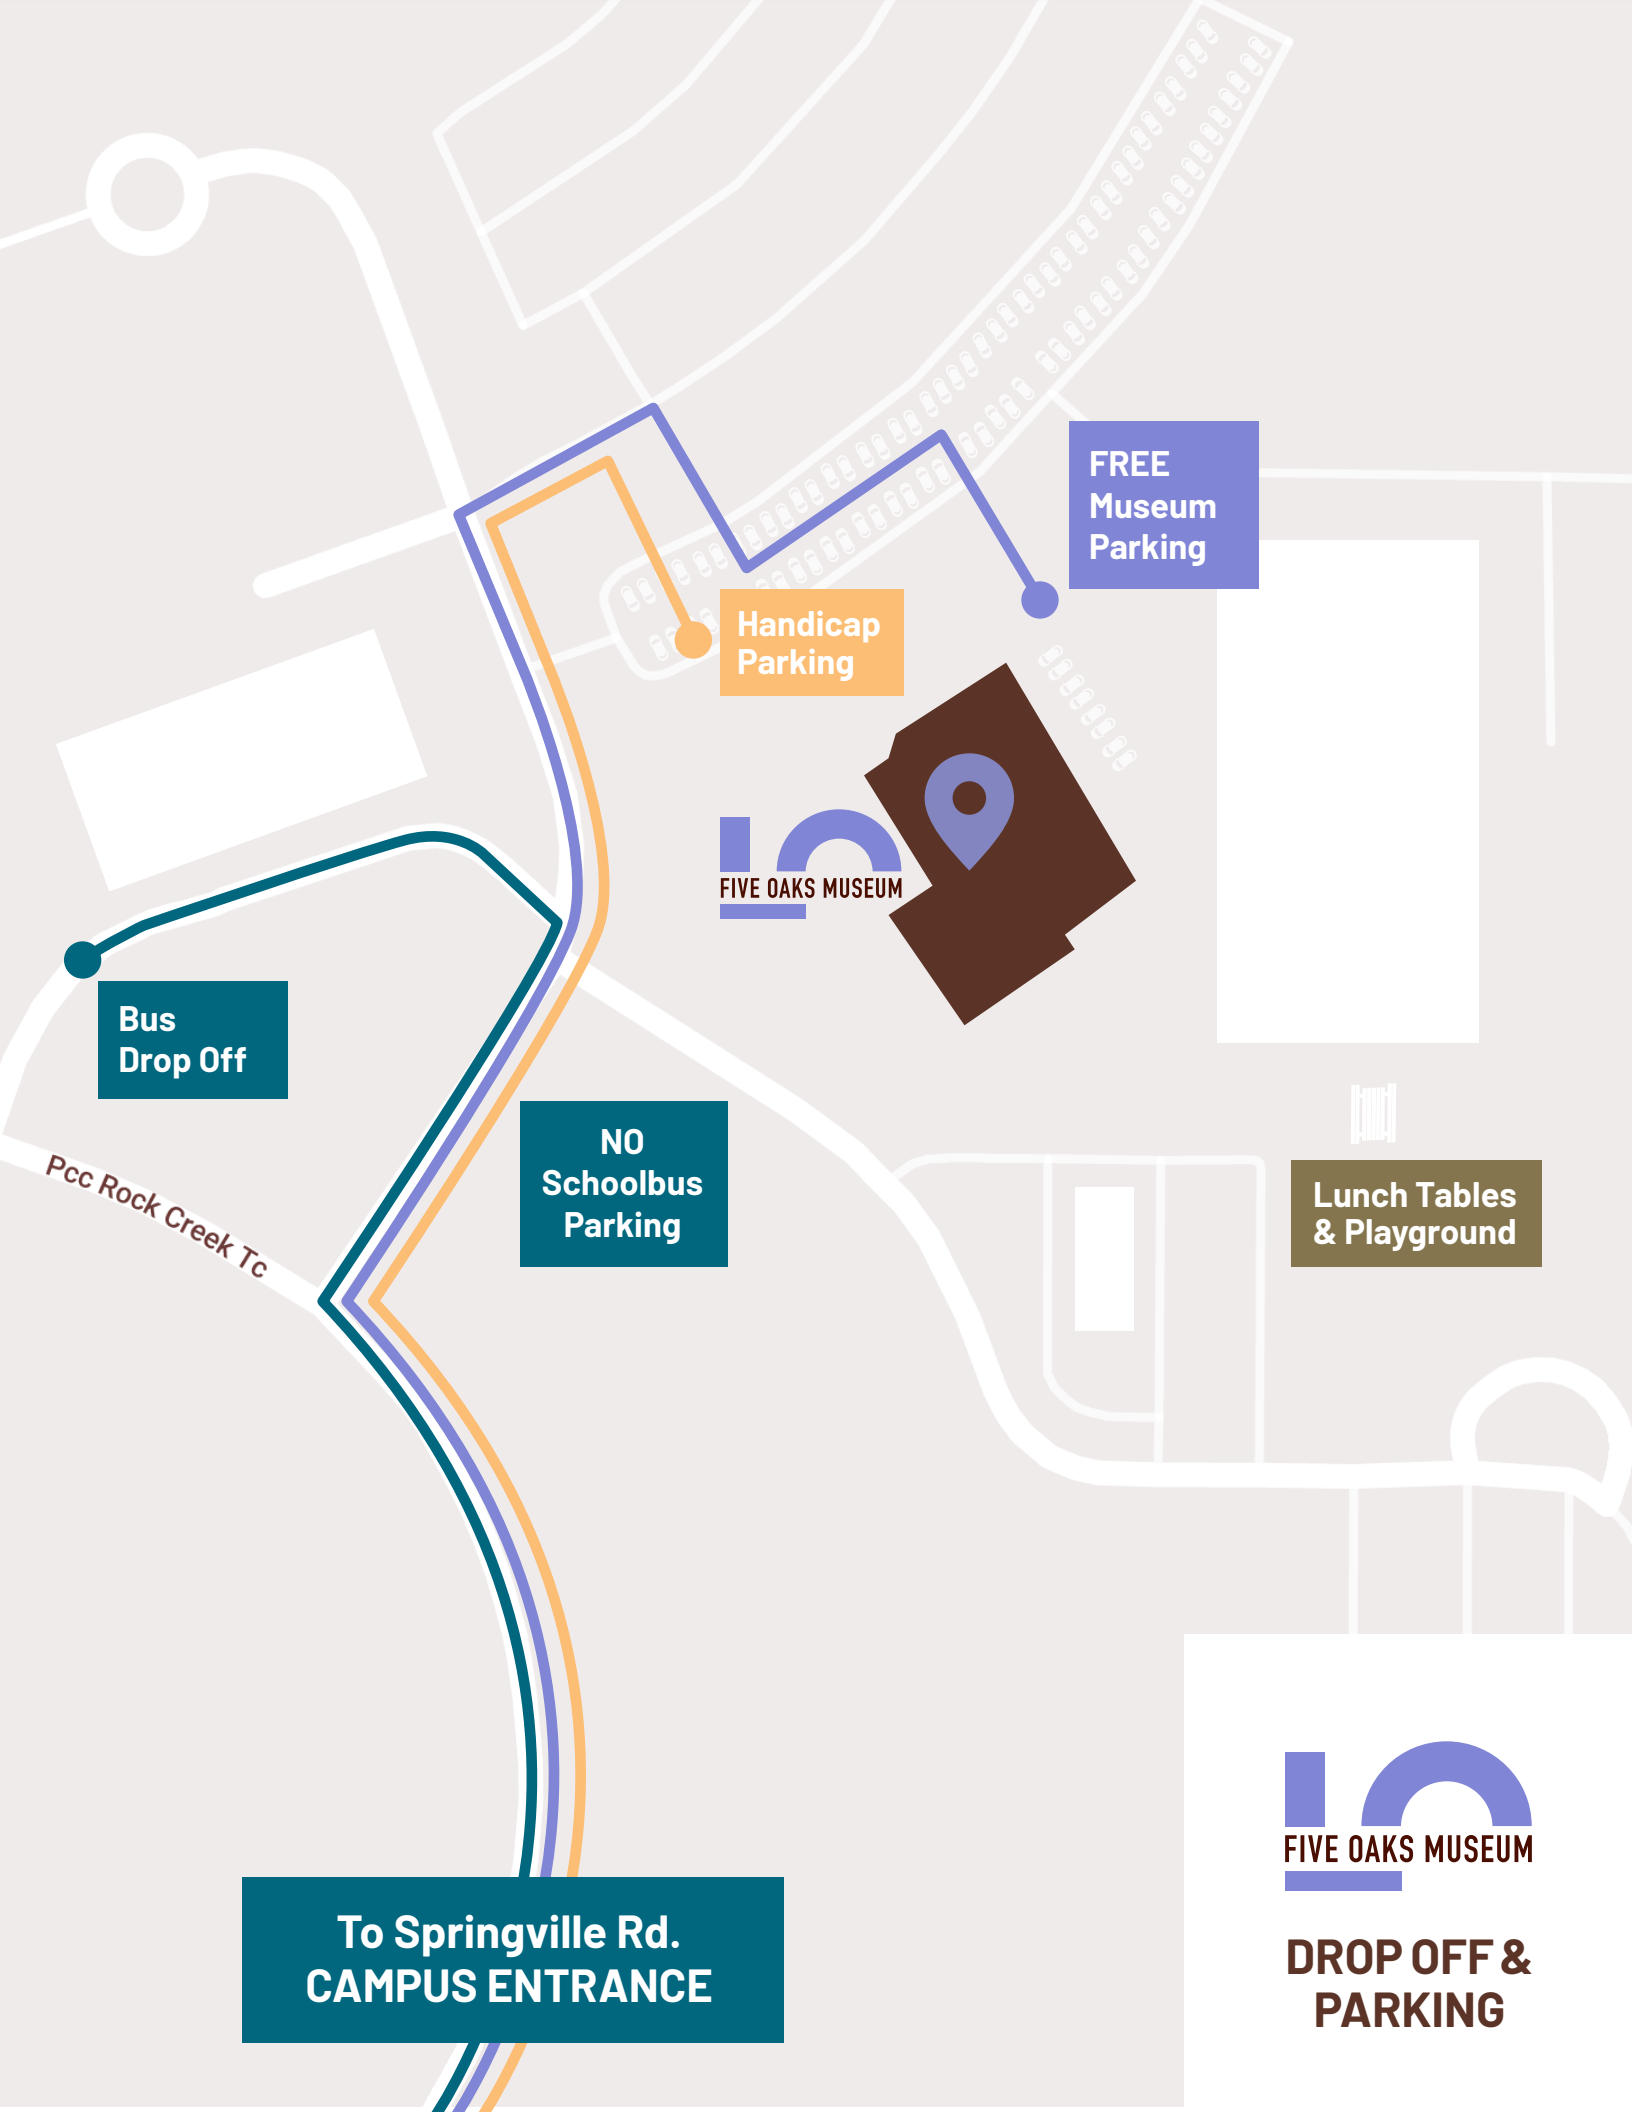 FREE
Museum
Parking
Handicap
Parking
FIVE OAKS MUSEUM
Bus
Drop Off
NO
Schoolbus
Parking
Pcc Rock Creek Tc
Lunch Tables
& Playground
To Springville Rd.
CAMPUS ENTRANCE
FIVE OAKS MUSEUM
DROP OFF &
PARKING